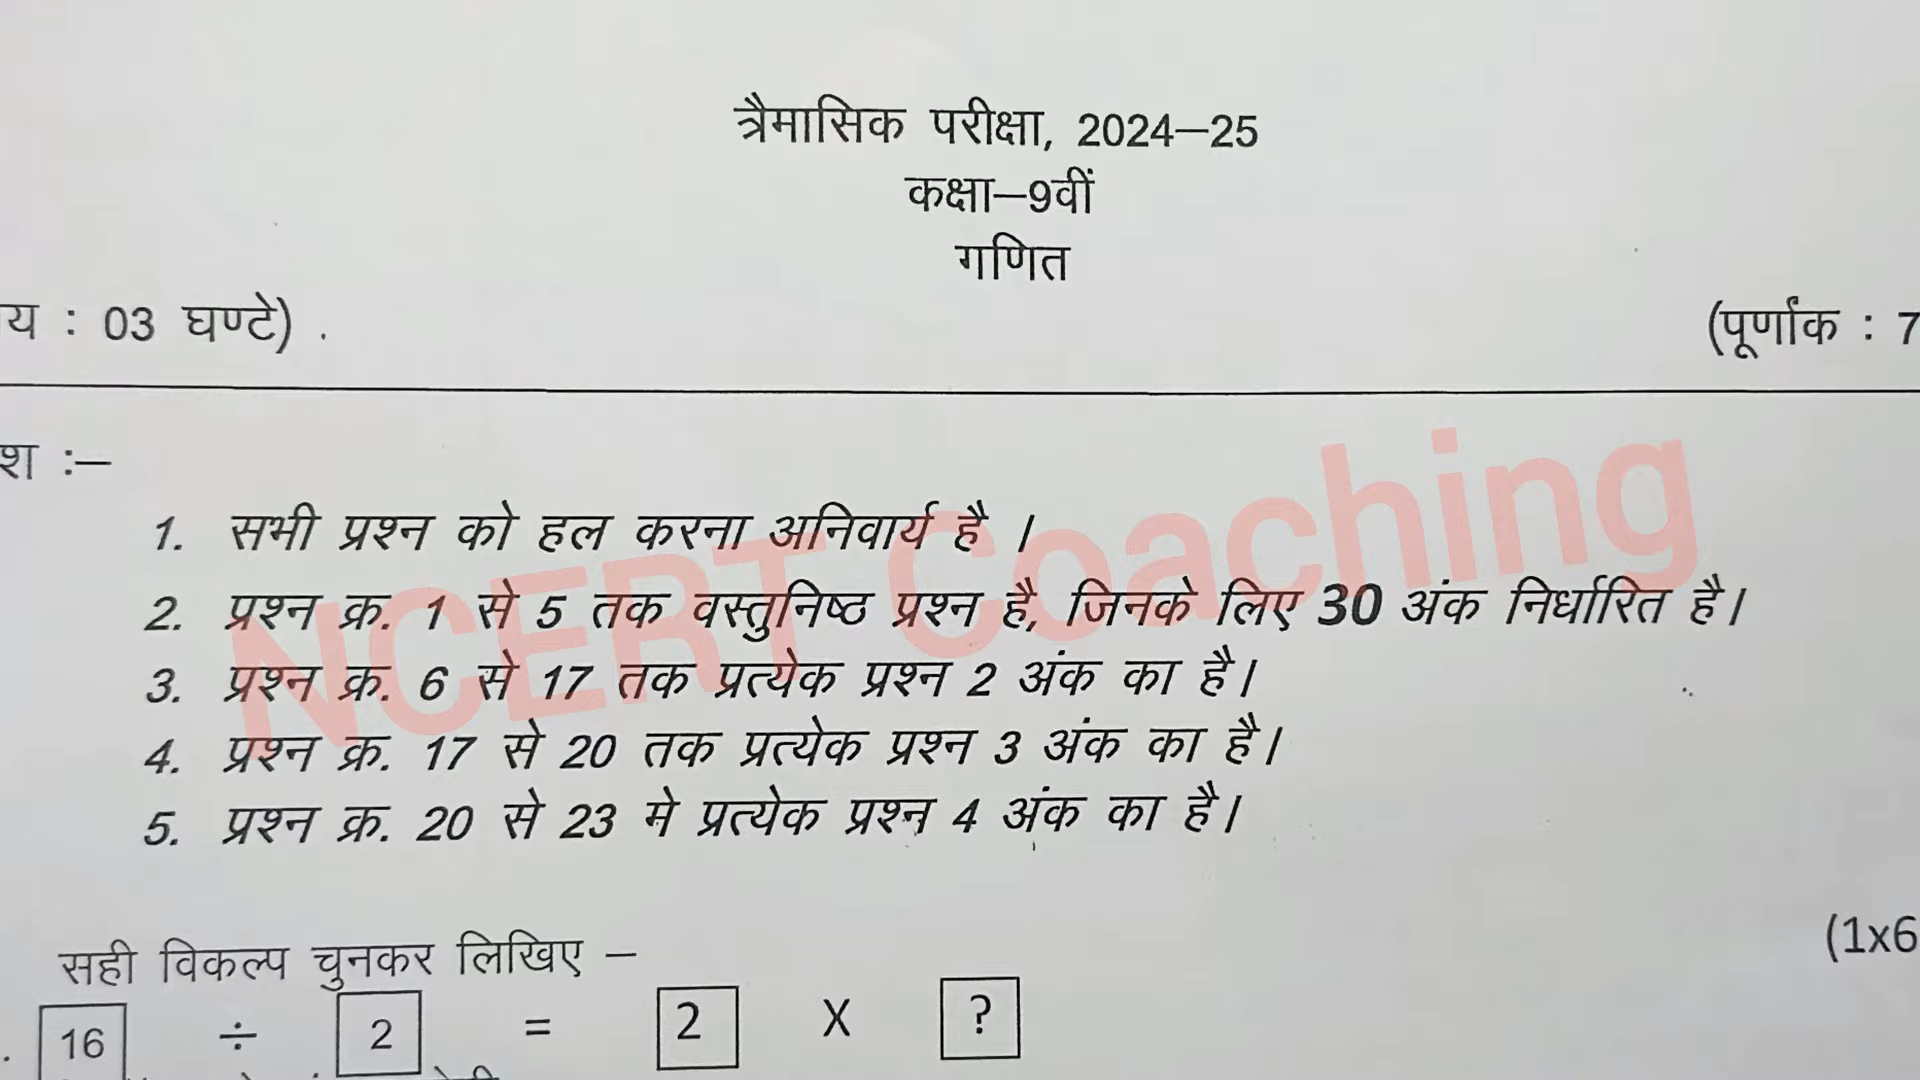 त्रैमासिक परीक्षा, 2024–25
कक्षा–9वीं
गणित
य : 03 घण्टे) .
(पूर्णांक : 7
श :–
NCERT Coaching
1. सभी प्रश्न को हल करना अनिवार्य है ।
2. प्रश्न क्र. 1 से 5 तक वस्तुनिष्ठ प्रश्न है, जिनके लिए 30 अंक निर्धारित है।
3. प्रश्न क्र. 6 से 17 तक प्रत्येक प्रश्न 2 अंक का है।
4. प्रश्न क्र. 17 से 20 तक प्रत्येक प्रश्न 3 अंक का है।
5. प्रश्न क्र. 20 से 23 मे प्रत्येक प्रश्न 4 अंक का है।
सही विकल्प चुनकर लिखिए –
(1x6
. 16 ÷ 2 = 2 X ?